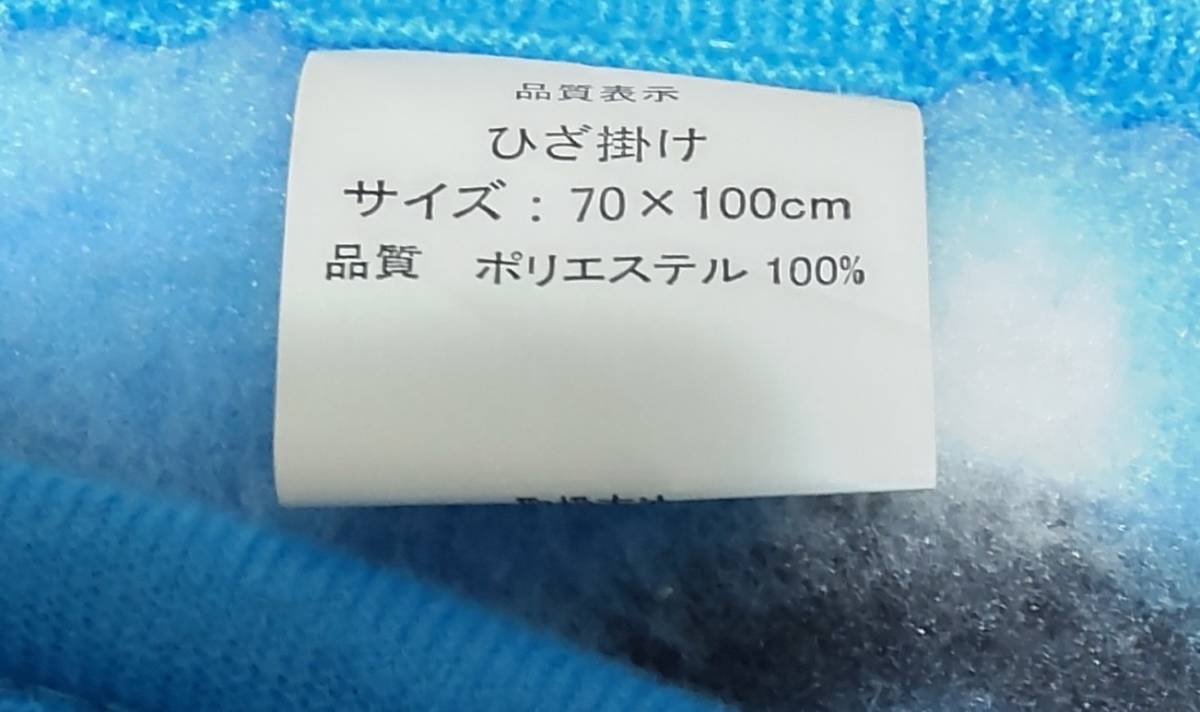 品質表示
ひざ掛け
サイズ：70×100cm
品質　ポリエステル 100%